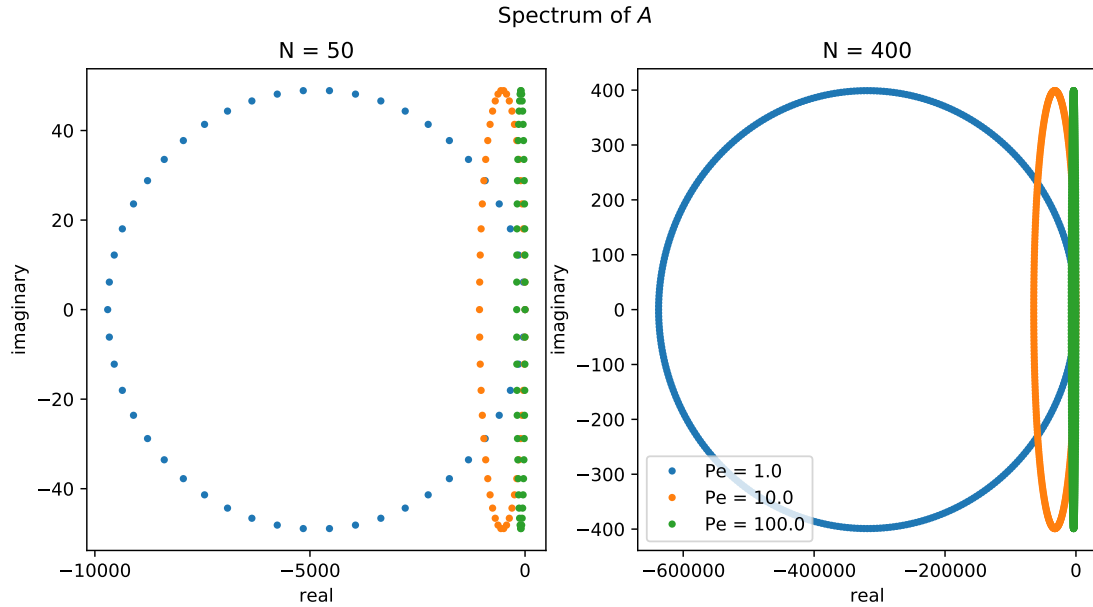 Spectrum of A
N = 50
imaginary
40
20
0
−20
−40
−10000
−5000
0
real
N = 400
imaginary
400
300
200
100
0
−100
−200
−300
−400
Pe = 1.0
Pe = 10.0
Pe = 100.0
−600000
−400000
−200000
0
real